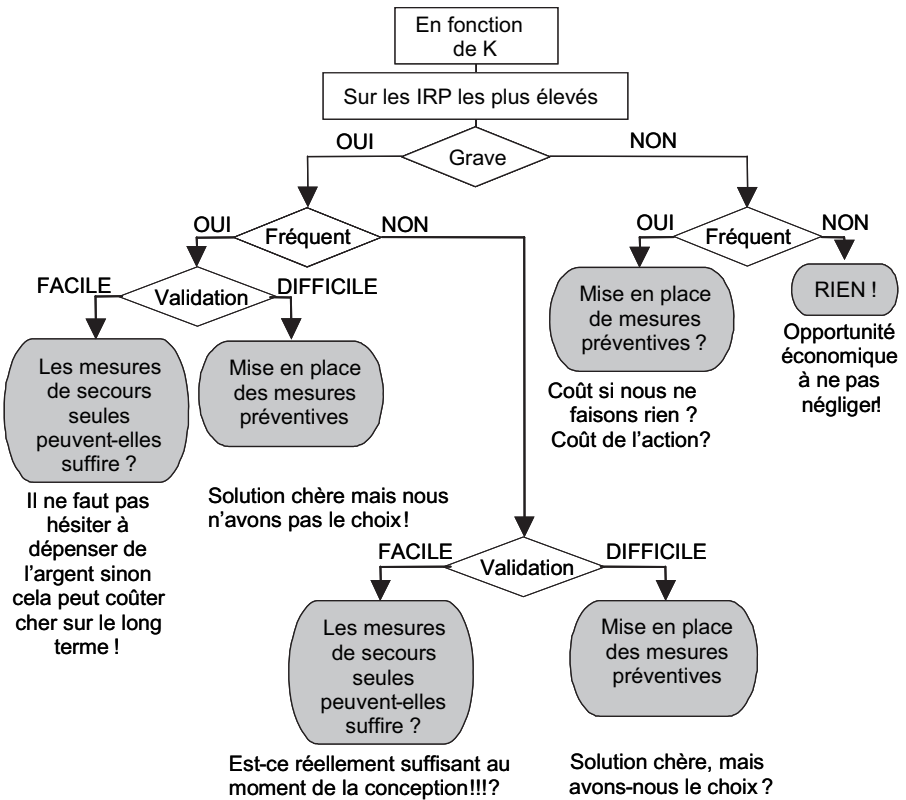 En fonction
de K
Sur les IRP les plus élevés
OUI
Grave
NON
OUI
Fréquent
NON
OUI
Fréquent
NON
FACILE
Validation
DIFFICILE
Mise en place
de mesures
préventives ?
RIEN !
Opportunité
économique
à ne pas
négliger!
Les mesures
de secours
seules
peuvent-elles
suffire ?
Mise en place
des mesures
préventives
Coût si nous ne
faisons rien ?
Coût de l'action?
Il ne faut pas
hésiter à
dépenser de
l'argent sinon
cela peut coûter
cher sur le long
terme !
Solution chère mais nous
n'avons pas le choix !
FACILE
Validation
DIFFICILE
Les mesures
de secours
seules
peuvent-elles
suffire ?
Mise en place
des mesures
préventives
Est-ce réellement suffisant au
moment de la conception!!!?
Solution chère, mais
avons-nous le choix ?